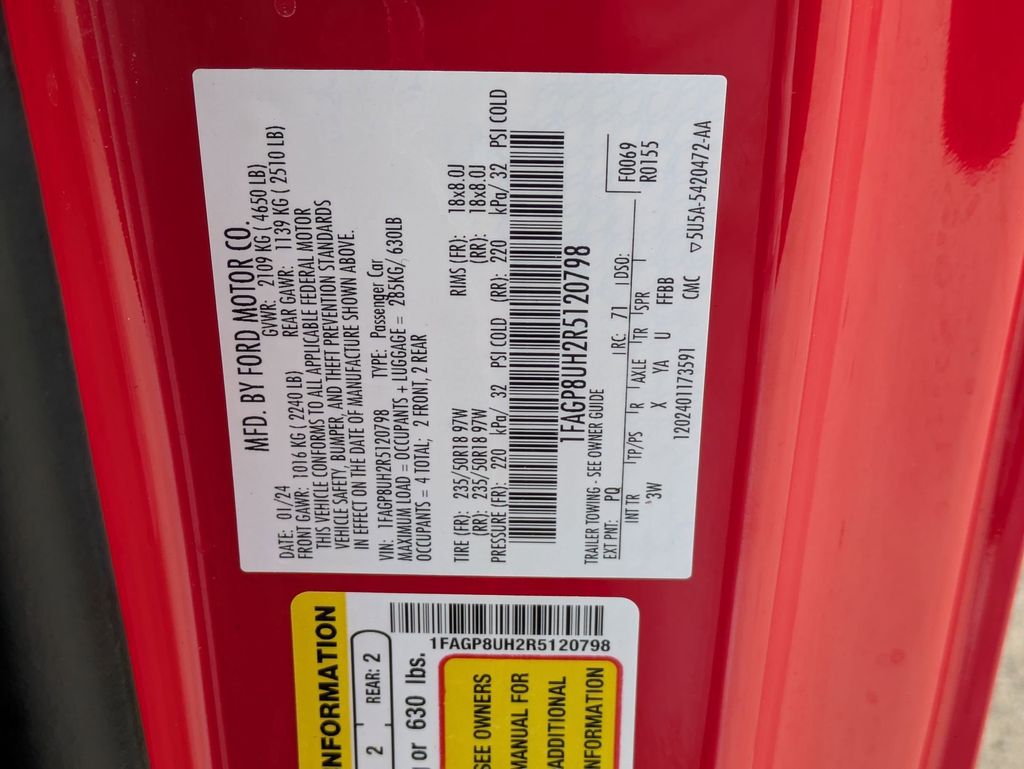 MFD. BY FORD MOTOR CO.
DATE: 01/24 GVWR: 2109 KG ( 4650 LB)
FRONT GAWR: 1016 KG ( 2240 LB) REAR GAWR: 1139 KG ( 2510 LB)
THIS VEHICLE CONFORMS TO ALL APPLICABLE FEDERAL MOTOR
VEHICLE SAFETY, BUMPER, AND THEFT PREVENTION STANDARDS
IN EFFECT ON THE DATE OF MANUFACTURE SHOWN ABOVE.
VIN: 1FAGP8UH2R5120798 TYPE: Passenger Car
MAXIMUM LOAD = OCCUPANTS + LUGGAGE = 285KG/ 630LB
OCCUPANTS = 4 TOTAL; 2 FRONT, 2 REAR
TIRE (FR): 235/50R18 97W RIMS (FR): 18x8.0J
(RR): 235/50R18 97W (RR): 18x8.0J
PRESSURE (FR): 220 kPa/ 32 PSI COLD (RR): 220 kPa/ 32 PSI COLD
1FAGP8UH2R5120798
TRAILER TOWING - SEE OWNER GUIDE
EXT PNT: PQ RC: 71 DSO: F0069
R0155
INT TR TP/PS R AXLE TR SPR
3W X YA U FFBB
1202401173591 CMC ▽5U5A-5420472-AA
NFORMATION
2 REAR: 2
or 630 lbs.
1FAGP8UH2R5120798
SEE OWNERS
MANUAL FOR
ADDITIONAL
INFORMATION